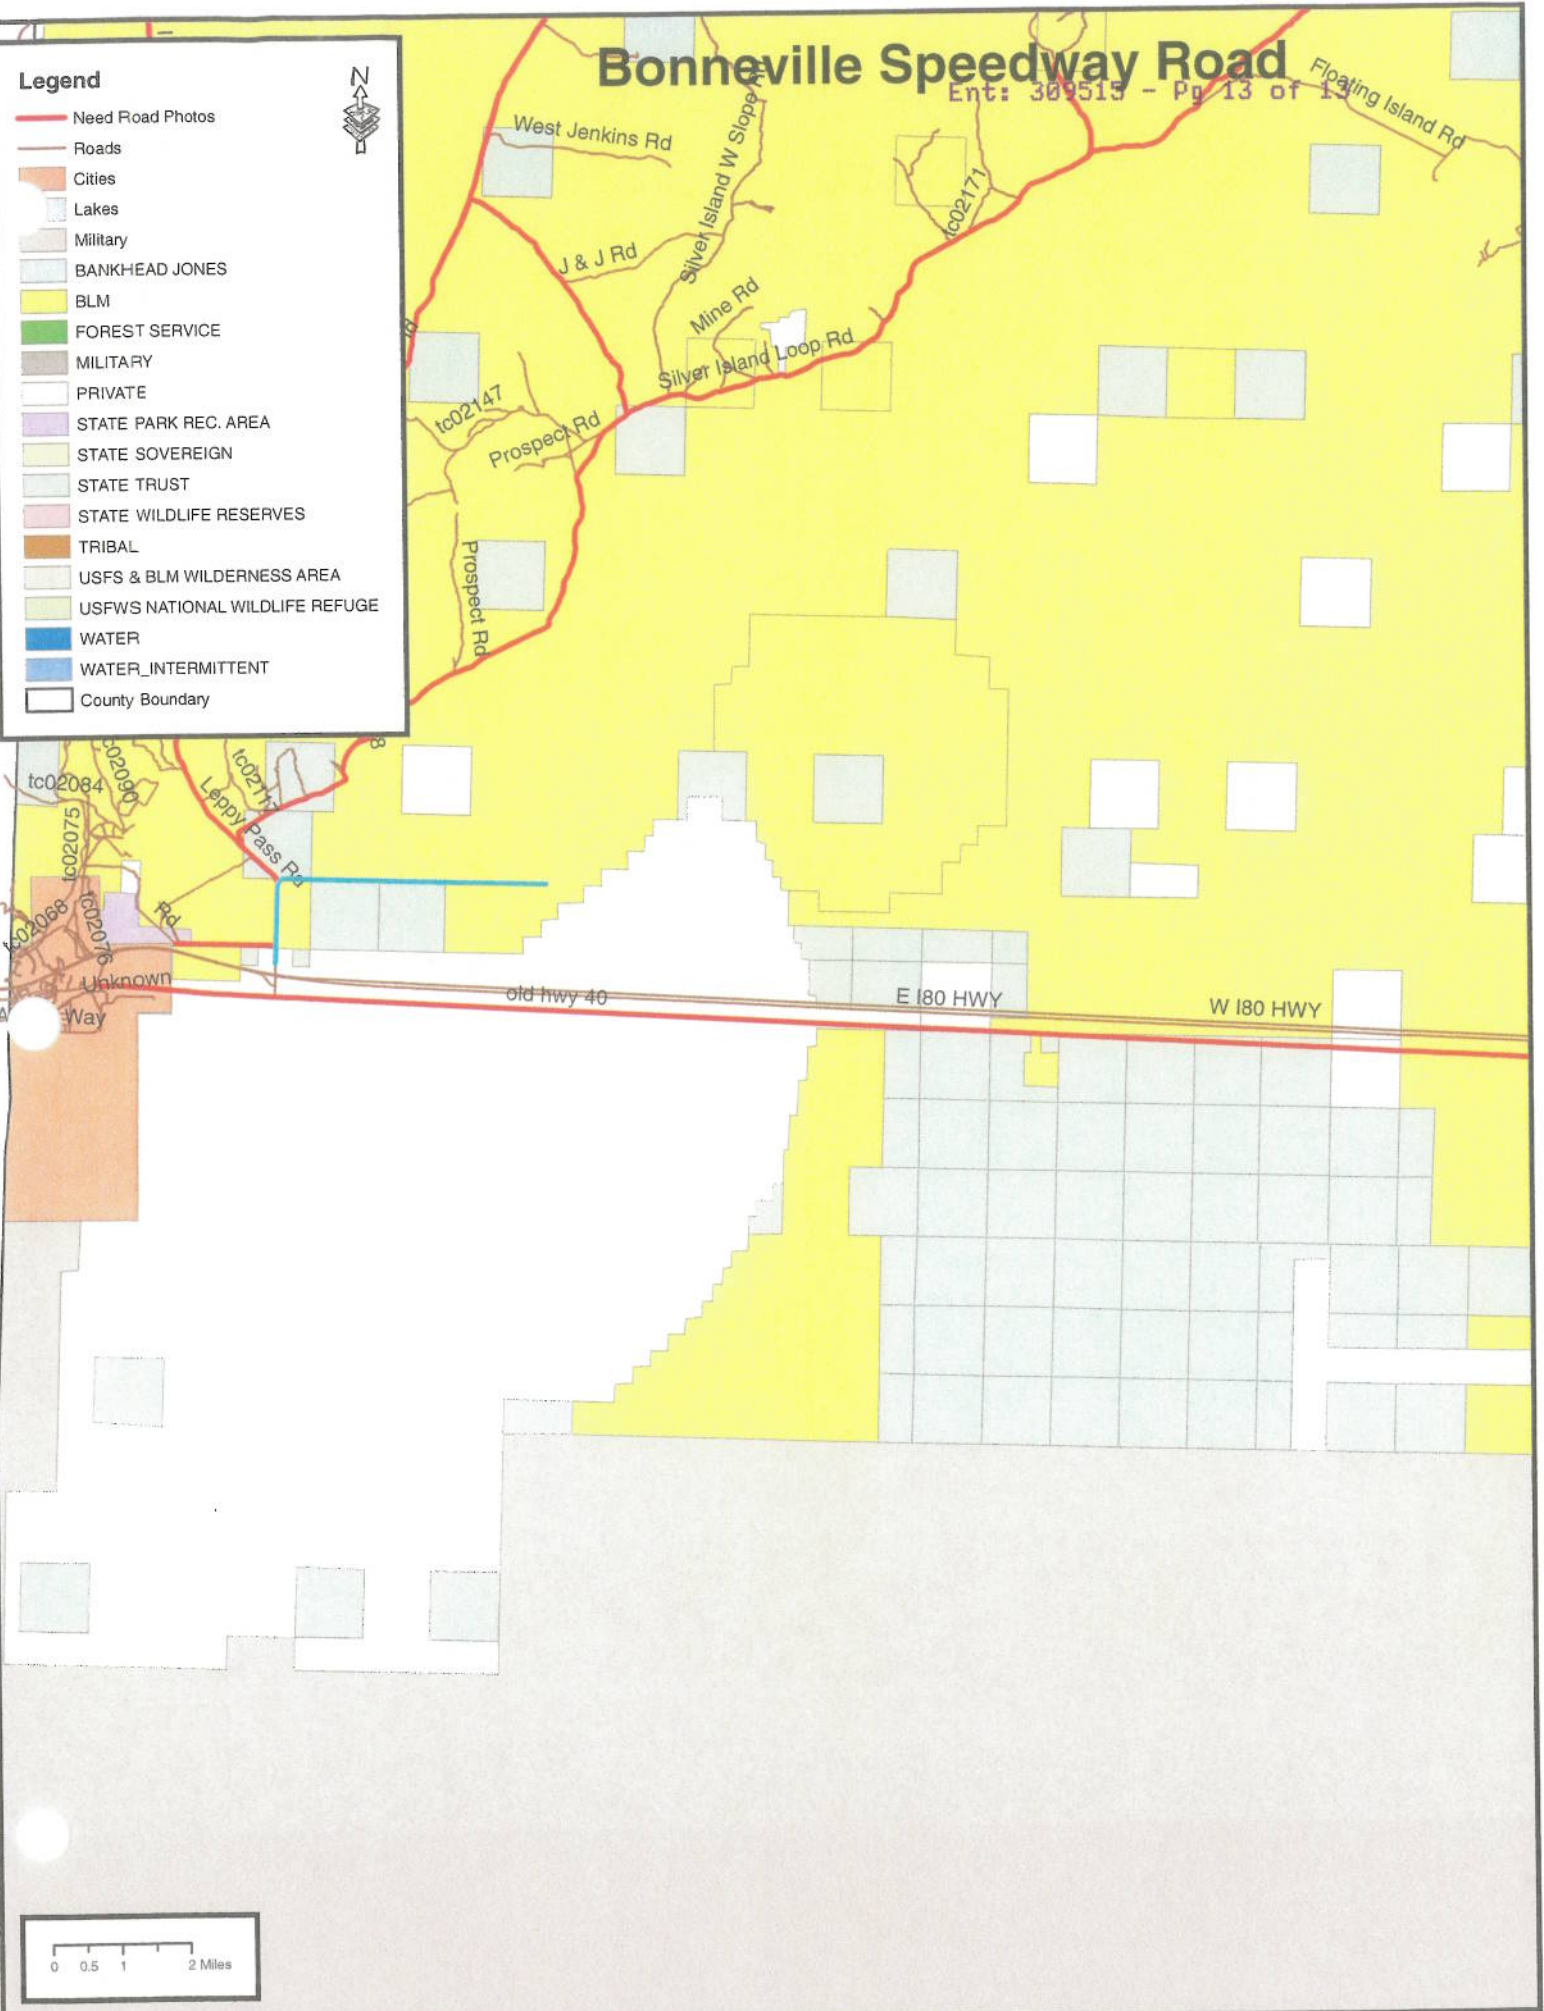 Bonneville Speedway Road
Ent: 309515 - Pg 13 of 13
Legend
N
Need Road Photos
Roads
Cities
Lakes
Military
BANKHEAD JONES
BLM
FOREST SERVICE
MILITARY
PRIVATE
STATE PARK REC. AREA
STATE SOVEREIGN
STATE TRUST
STATE WILDLIFE RESERVES
TRIBAL
USFS & BLM WILDERNESS AREA
USFWS NATIONAL WILDLIFE REFUGE
WATER
WATER_INTERMITTENT
County Boundary
Floating Island Rd
West Jenkins Rd
Silver Island W Slope Rd
tc02171
J & J Rd
Mine Rd
Silver Island Loop Rd
tc02147
Prospect Rd
Prospect Rd
tc02084
c02090
tc02117
Leppy Pass Rd
tc02075
tc02068
tc02076
Rd
Unknown
Way
old hwy 40
E I80 HWY
W I80 HWY
0 0.5 1 2 Miles